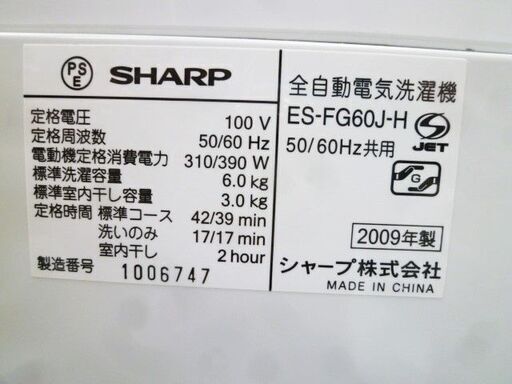 PS
E
SHARP
定格電圧 100 V
定格周波数 50/60 Hz
電動機定格消費電力 310/390 W
標準洗濯容量 6.0 kg
標準室内干し容量 3.0 kg
定格時間 標準コース 42/39 min
洗いのみ 17/17 min
室内干し 2 hour
製造番号 1006747
全自動電気洗濯機
ES-FG60J-H
50/60Hz共用
S
JET
G
2009年製
シャープ株式会社
MADE IN CHINA